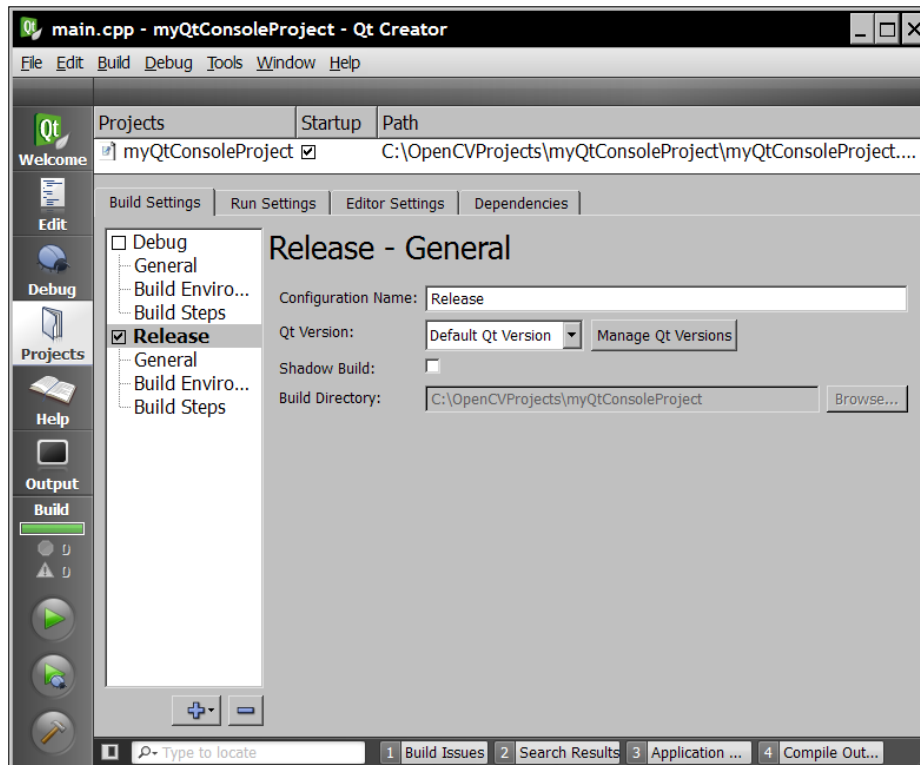 main.cpp - myQtConsoleProject - Qt Creator
File Edit Build Debug Tools Window Help
Projects Startup Path
myQtConsoleProject C:\OpenCVProjects\myQtConsoleProject\myQtConsoleProject....
Qt
Welcome
Edit
Debug
Projects
Help
Output
Build
0
0
Build Settings Run Settings Editor Settings Dependencies
Debug
General
Build Enviro...
Build Steps
Release
General
Build Enviro...
Build Steps
Release - General
Configuration Name: Release
Qt Version: Default Qt Version Manage Qt Versions
Shadow Build:
Build Directory: C:\OpenCVProjects\myQtConsoleProject Browse...
Type to locate 1 Build Issues 2 Search Results 3 Application ... 4 Compile Out...